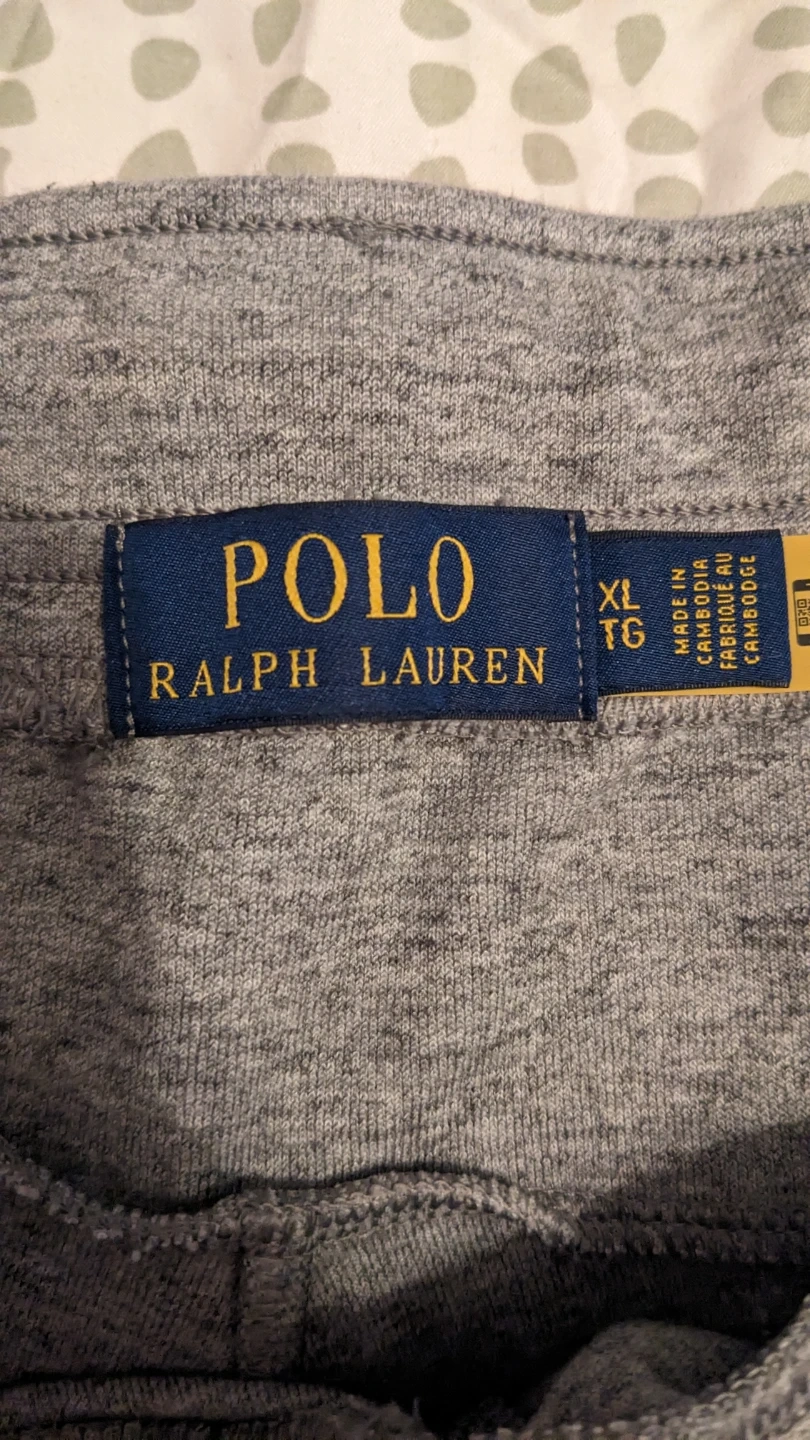 POLO
RALPH LAUREN
XL
TG
MADE IN
CAMBODIA
FABRIQUÉ AU
CAMBODGE